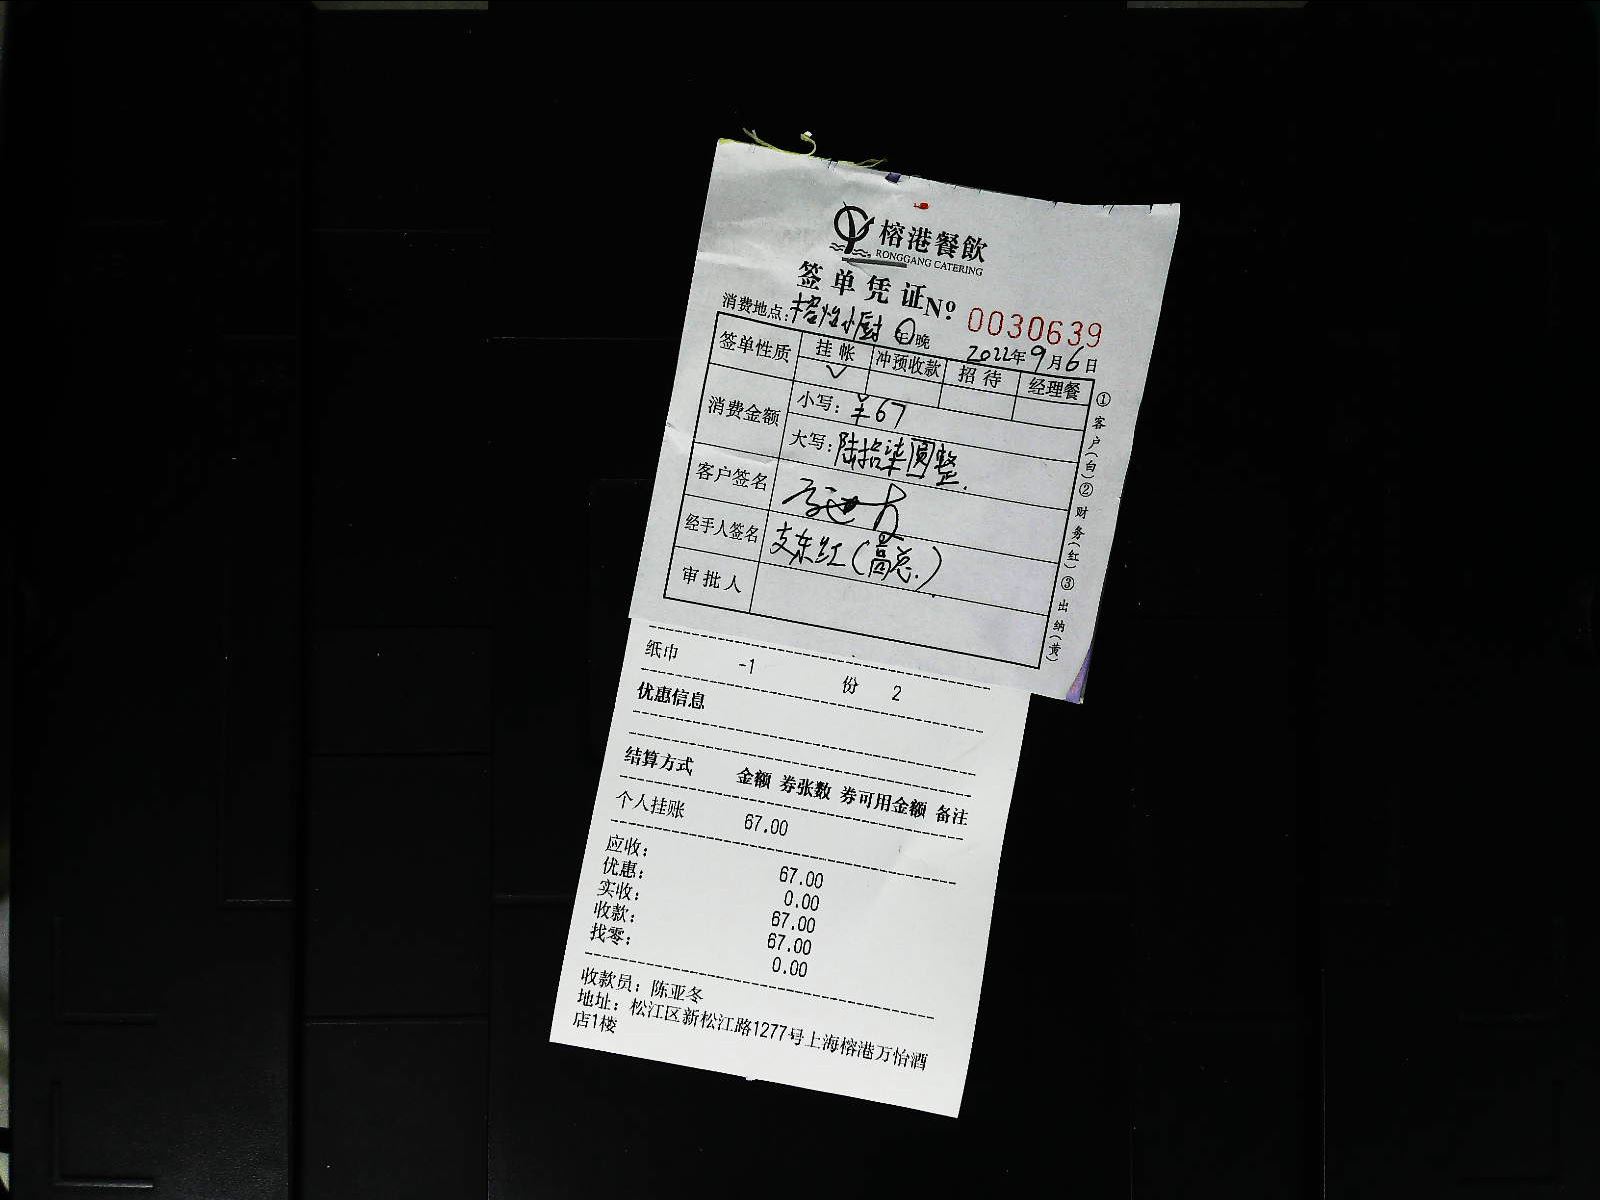 榕港餐飲
RONGGANG CATERING
签单凭证 Nº 0030639
消费地点: 小厨 午/晚 2022年9月6日
签单性质 挂帐 冲预收款 招待 经理餐
✓
消费金额 小写: ¥67
大写: 陆拾柒圆整.
客户签名
经手人签名 支东红(高总.)
审批人
①客户(白)②财务(红)③出纳(黄)
纸巾 -1 份 2
优惠信息
结算方式 金额 券张数 券可用金额 备注
个人挂账 67.00
应收: 67.00
优惠: 0.00
实收: 67.00
收款: 67.00
找零: 0.00
收款员: 陈亚冬
地址: 松江区新松江路1277号上海榕港万怡酒
店1楼